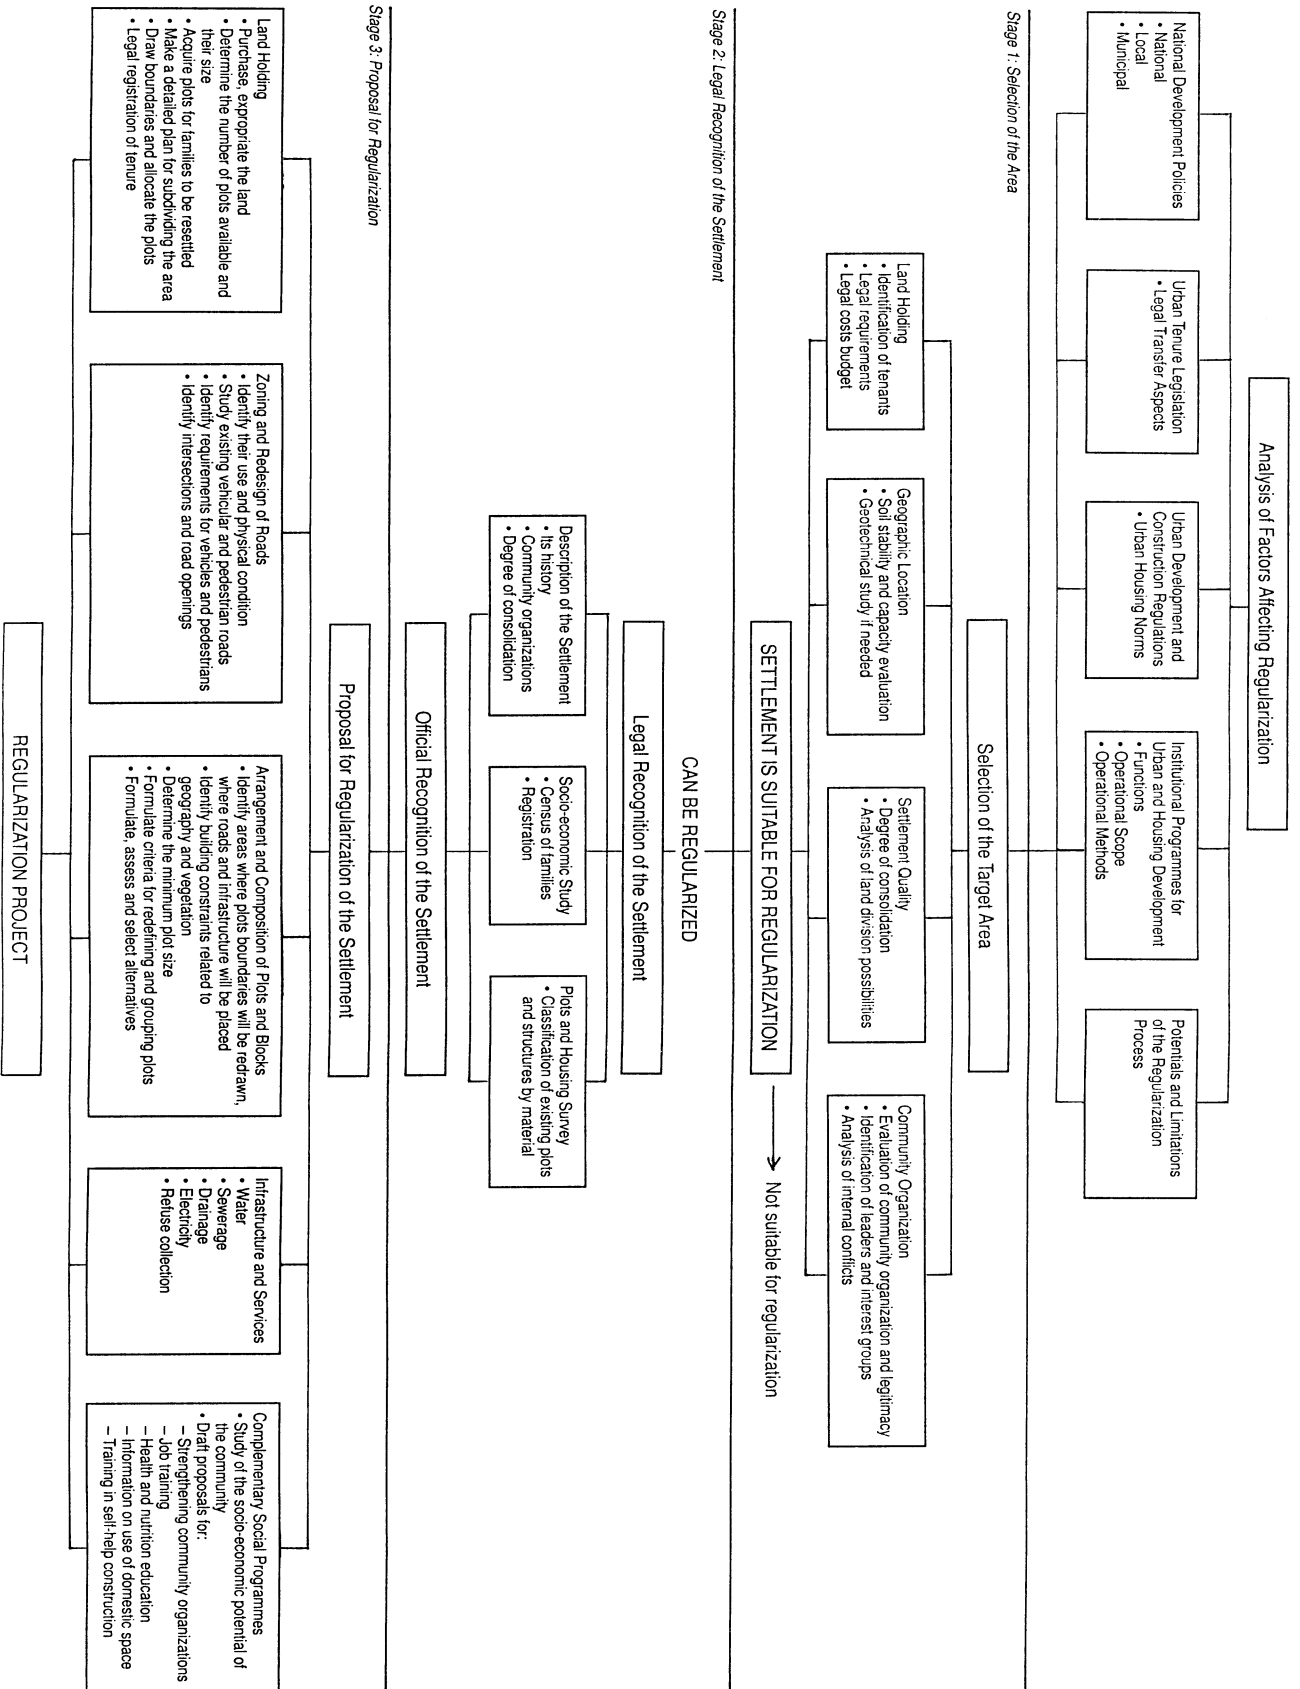 Analysis of Factors Affecting Regularization
National Development Policies
• National
• Local
• Municipal
Urban Tenure Legislation
• Legal Transfer Aspects
Urban Development and
Construction Regulations
• Urban Housing Norms
Institutional Programmes for
Urban and Housing Development
• Functions
• Operational Scope
• Operational Methods
Potentials and Limitations
of the Regularization
Process
Stage 1: Selection of the Area
Selection of the Target Area
Land Holding
• Identification of tenants
• Legal requirements
• Legal costs budget
Geographic Location
• Soil stability and capacity evaluation
• Geotechnical study if needed
Settlement Quality
• Degree of consolidation
• Analysis of land division possibilities
Community Organization
• Evaluation of community organization and legitimacy
• Identification of leaders and interest groups
• Analysis of internal conflicts
SETTLEMENT IS SUITABLE FOR REGULARIZATION
Not suitable for regularization
Stage 2: Legal Recognition of the Settlement
CAN BE REGULARIZED
Legal Recognition of the Settlement
Description of the Settlement
• Its history
• Community organizations
• Degree of consolidation
Socio-economic Study
• Census of families
• Registration
Plots and Housing Survey
• Classification of existing plots
and structures by material
Official Recognition of the Settlement
Stage 3: Proposal for Regularization
Proposal for Regularization of the Settlement
Land Holding
• Purchase, expropriate the land
• Determine the number of plots available and
their size
• Acquire plots for families to be resettled
• Make a detailed plan for subdividing the area
• Draw boundaries and allocate the plots
• Legal registration of tenure
Zoning and Redesign of Roads
• Identify their use and physical condition
• Study existing vehicular and pedestrian roads
• Identify requirements for vehicles and pedestrians
• Identify intersections and road openings
Arrangement and Composition of Plots and Blocks
• Identify areas where plots boundaries will be redrawn,
where roads and infrastructure will be placed
• Identify building constraints related to
geography and vegetation
• Determine the minimum plot size
• Formulate criteria for redefining and grouping plots
• Formulate, assess and select alternatives
Infrastructure and Services
• Water
• Sewerage
• Drainage
• Electricity
• Refuse collection
Complementary Social Programmes
• Study of the socio-economic potential of
the community
• Draft proposals for:
– Strengthening community organizations
– Job training
– Health and nutrition education
– Information on use of domestic space
– Training in self-help construction
REGULARIZATION PROJECT